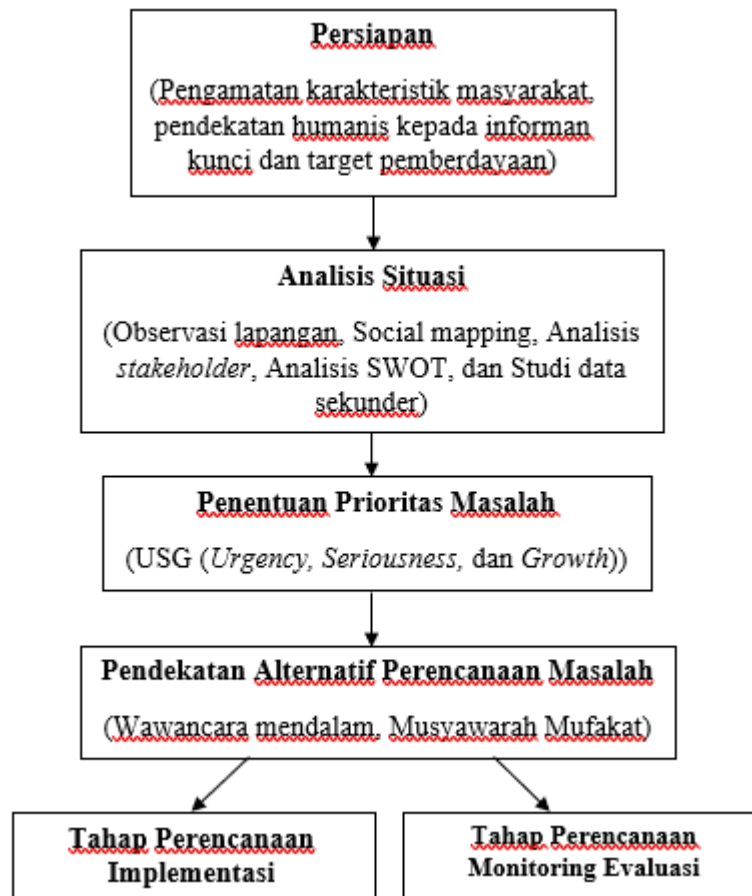 Persiapan
(Pengamatan karakteristik masyarakat,
pendekatan humanis kepada informan
kunci dan target pemberdayaan)
Analisis Situasi
(Observasi lapangan, Social mapping, Analisis
stakeholder, Analisis SWOT, dan Studi data
sekunder)
Penentuan Prioritas Masalah
(USG (Urgency, Seriousness, dan Growth))
Pendekatan Alternatif Perencanaan Masalah
(Wawancara mendalam, Musyawarah Mufakat)
Tahap Perencanaan
Implementasi
Tahap Perencanaan
Monitoring Evaluasi